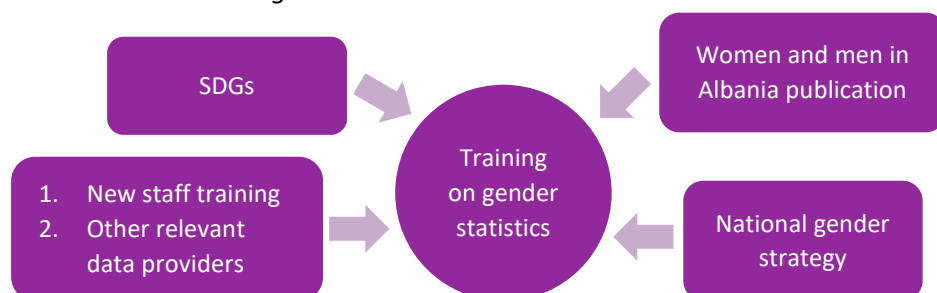 SDGs
Women and men in
Albania publication
Training
on gender
statistics
1. New staff training
2. Other relevant
data providers
National gender
strategy